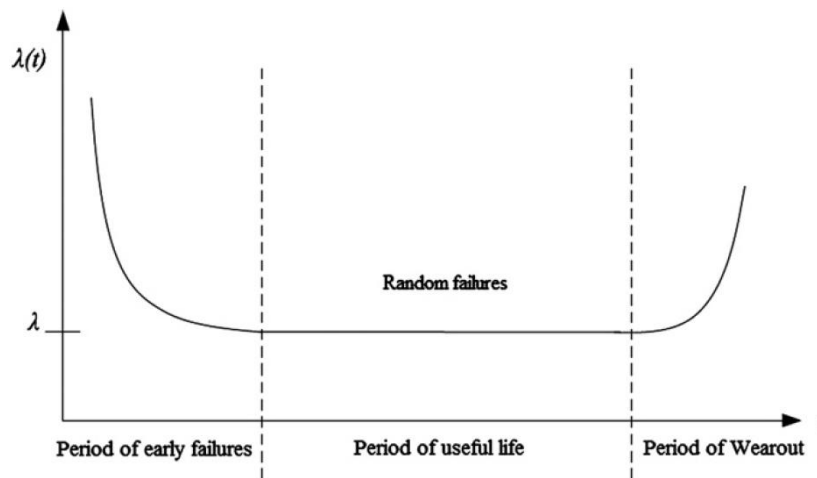 λ(t)
Random failures
λ
Period of early failures
Period of useful life
Period of Wearout